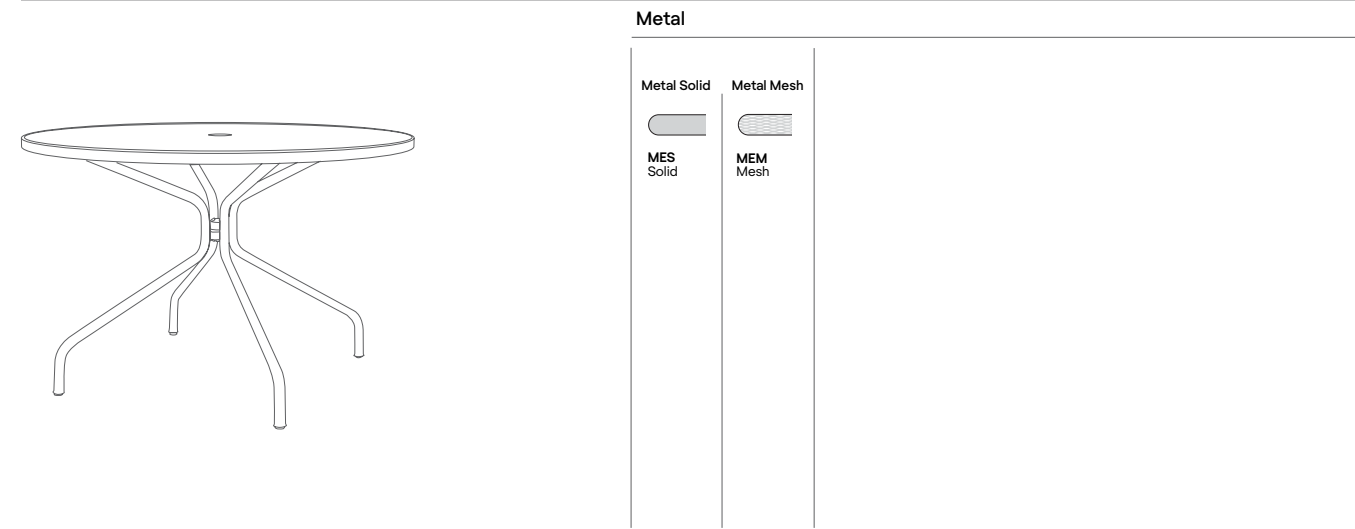 Metal
Metal Solid
Metal Mesh
MES
Solid
MEM
Mesh